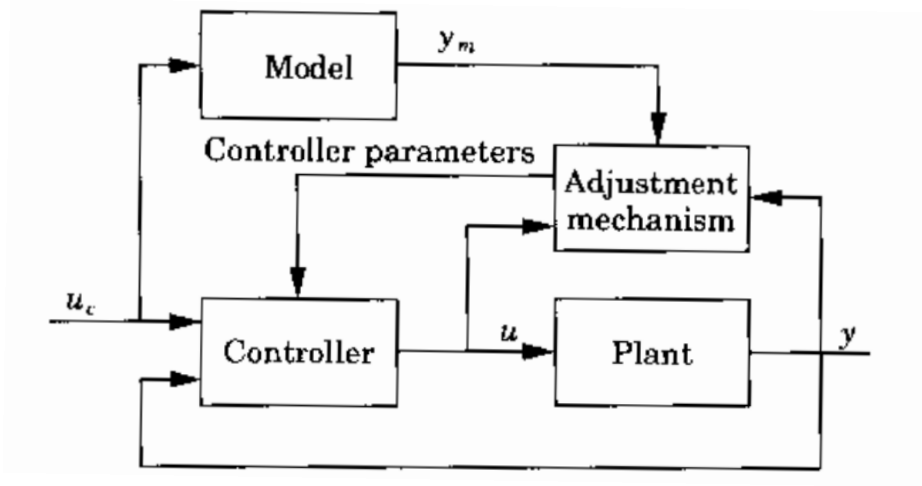 y_m
Model
Controller parameters
Adjustment
mechanism
u_c
Controller
u
Plant
y